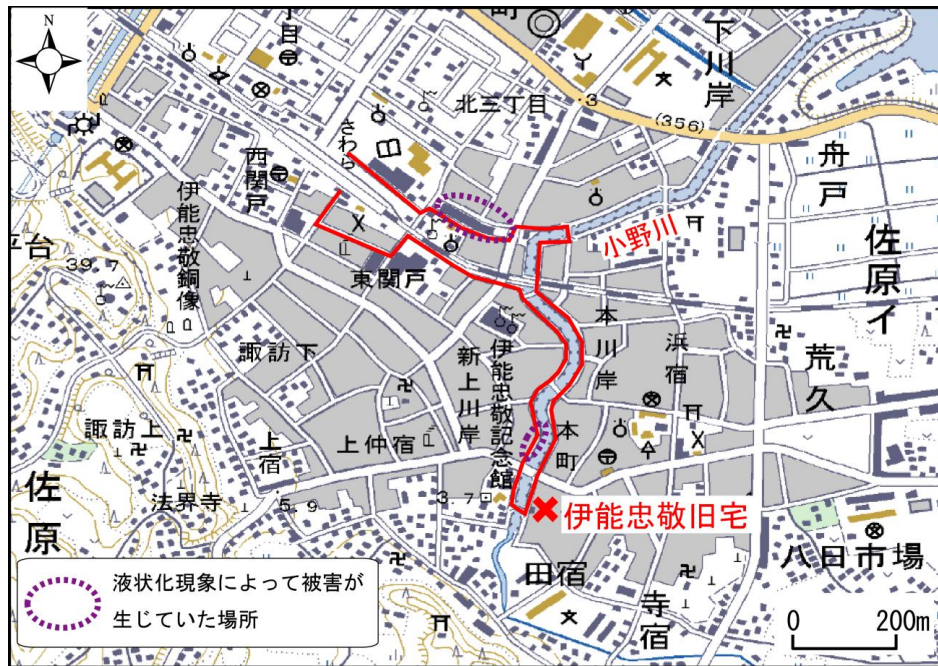 N
丁目
町
下川岸
北三丁目
3
(356)
さわら
西関戸
舟戸
小野川
佐原イ
伊能忠敬銅像
平台
39.7
東関戸
本川岸
浜宿
荒久
諏訪下
新上川岸
伊能忠敬記念館
本町
諏訪上
上宿
上仲宿
法界寺
5.9
3.7
伊能忠敬旧宅
佐原
八日市場
田宿
寺宿
液状化現象によって被害が
生じていた場所
0 200m